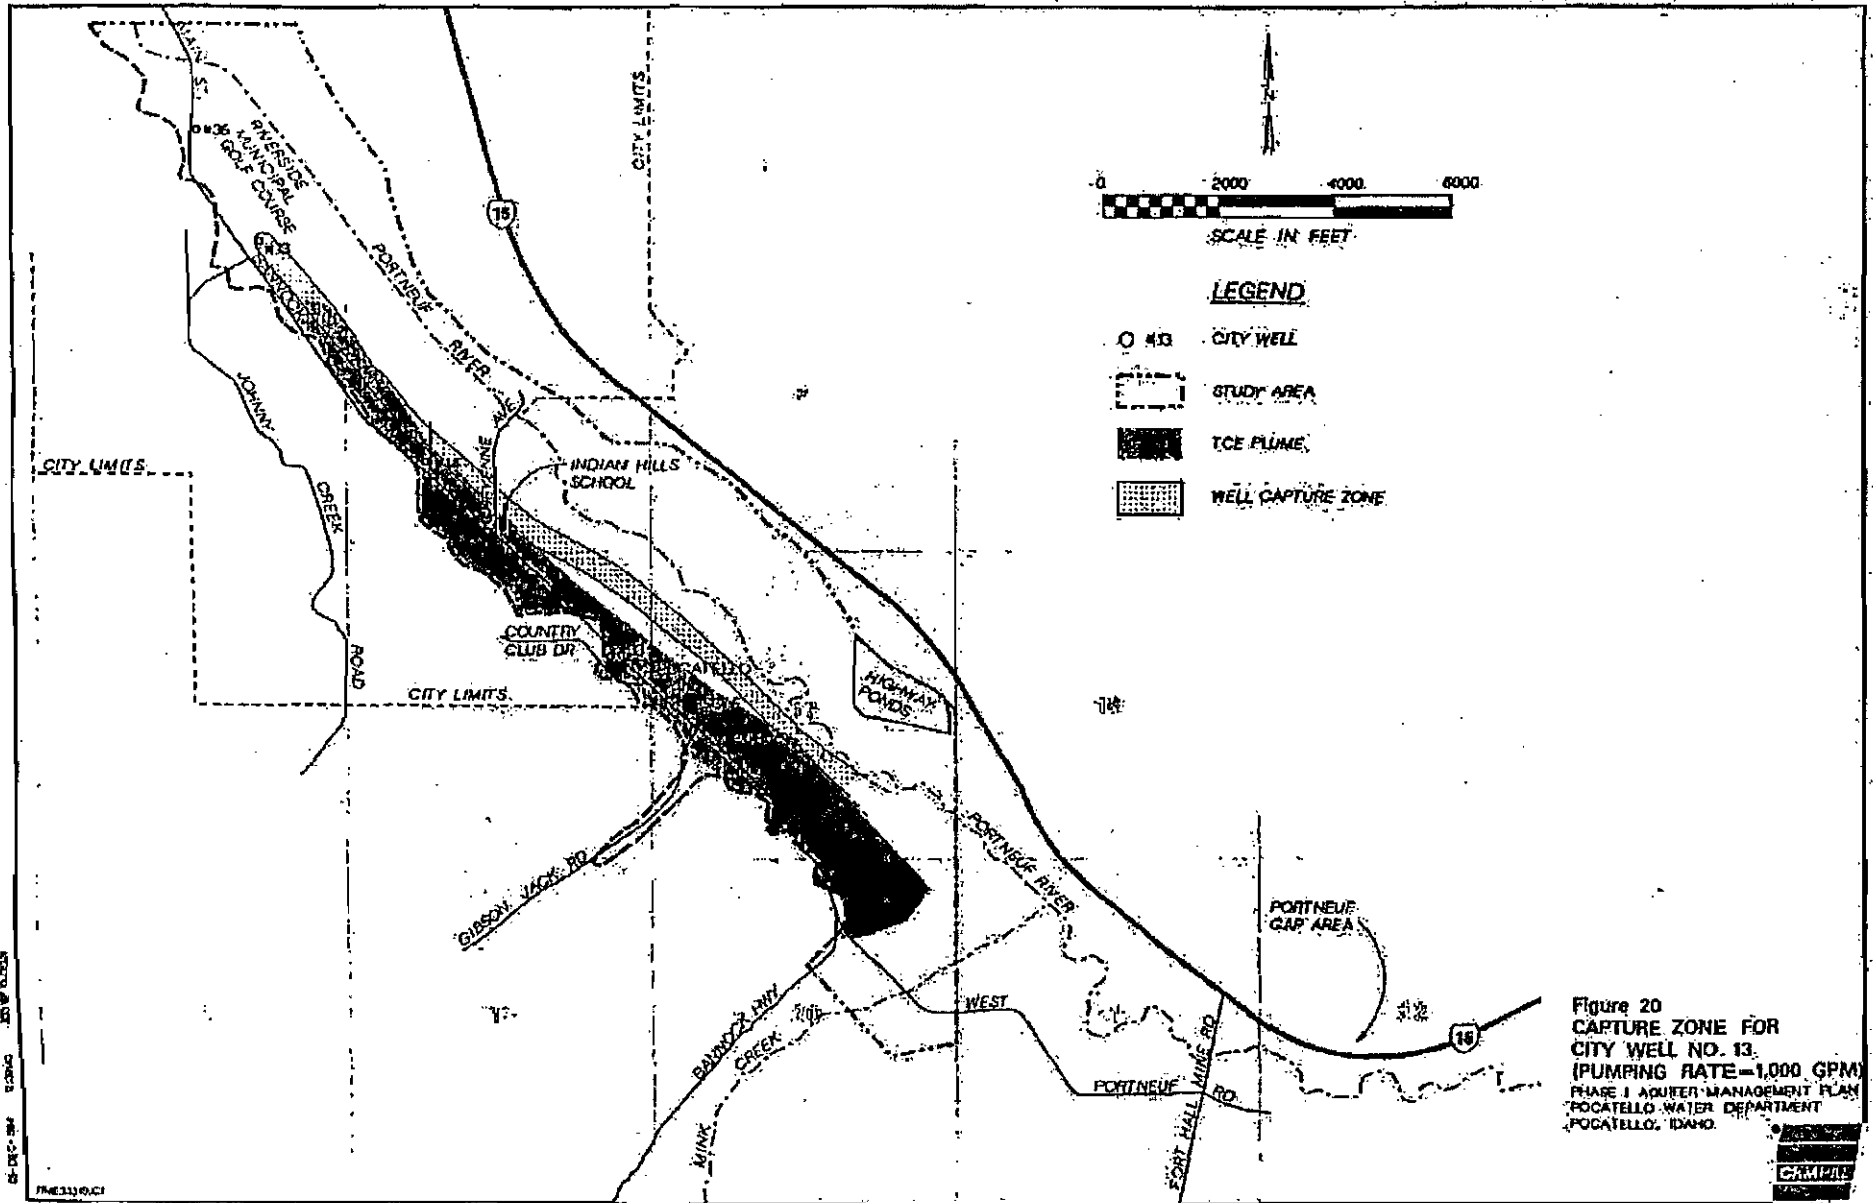 MAIN ST.
#36
RIVERSIDE
MUNICIPAL
GOLF COURSE
CITY LIMITS
15
N
0 2000 4000 6000
SCALE IN FEET
LEGEND
#13 CITY WELL
STUDY AREA
TCE PLUME
WELL CAPTURE ZONE
PORTNEUF
RIVER
JOHNNY
CREEK
ROAD
CITY LIMITS
CHEYENNE AVE.
INDIAN HILLS
SCHOOL
COUNTRY
CLUB DR
CITY LIMITS
HIGHWAY
PONDS
GIBSON JACK RD
PORTNEUF RIVER
PORTNEUF
GAP AREA
BANNOCK HWY
CREEK
MINK
WEST
PORTNEUF RD
FORT HALL MINE RD
15
Figure 20
CAPTURE ZONE FOR
CITY WELL NO. 13
(PUMPING RATE=1,000 GPM)
PHASE I AQUIFER MANAGEMENT PLAN
POCATELLO WATER DEPARTMENT
POCATELLO, IDAHO